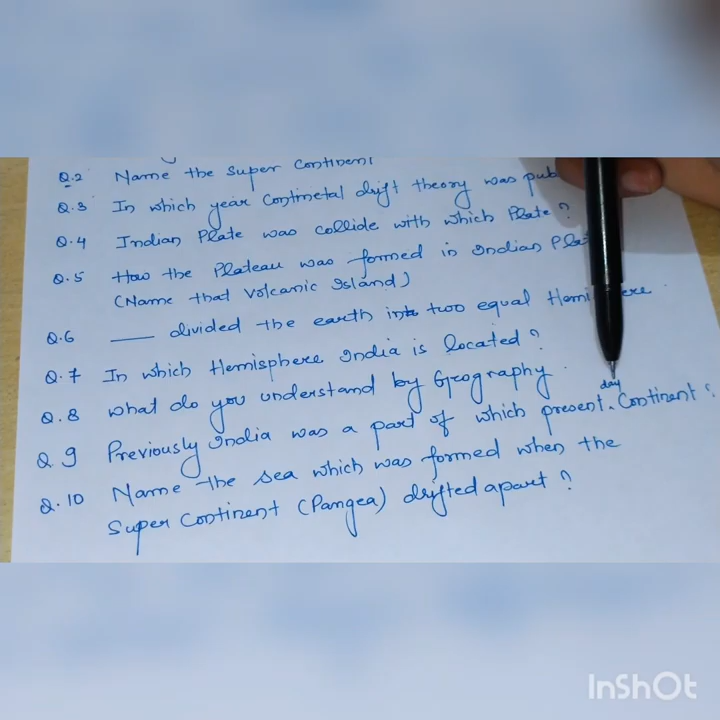 Q.2 Name the Super Continent
Q.3 In which year Continetal drift theory was pub
Q.4 Indian Plate was collide with which Plate?
Q.5 How the Plateau was formed in Indian Pla
(Name that Volcanic Island)
Q.6 ___ divided the earth into two equal Hemi ere.
Q.7 In which Hemisphere India is located?
Q.8 What do you understand by Geography.
Q.9 Previously India was a part of which present day Continent?
Q.10 Name the sea which was formed when the
Super Continent (Pangea) drifted apart?
InShOt